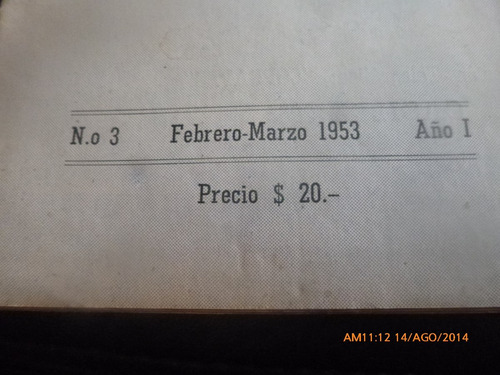 N.o 3 Febrero-Marzo 1953 Año I
Precio $ 20.-
AM11:12 14/AGO/2014